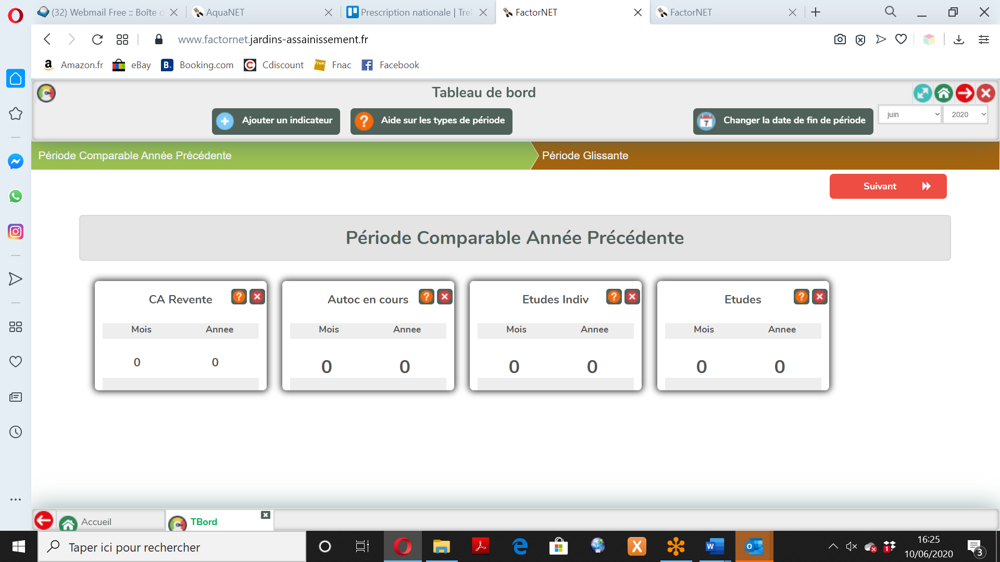 (32) Webmail Free :: Boîte d
AquaNET
Prescription nationale | Trel
FactorNET
FactorNET
www.factornet.jardins-assainissement.fr
Amazon.fr
eBay
Booking.com
Cdiscount
Fnac
Facebook
Tableau de bord
Ajouter un indicateur
Aide sur les types de période
Changer la date de fin de période
juin
2020
Période Comparable Année Précédente
Période Glissante
Suivant
Période Comparable Année Précédente
CA Revente
Mois Annee
0 0
Autoc en cours
Mois Annee
0 0
Etudes Indiv
Mois Annee
0 0
Etudes
Mois Annee
0 0
Accueil
TBord
Taper ici pour rechercher
16:25
10/06/2020
3